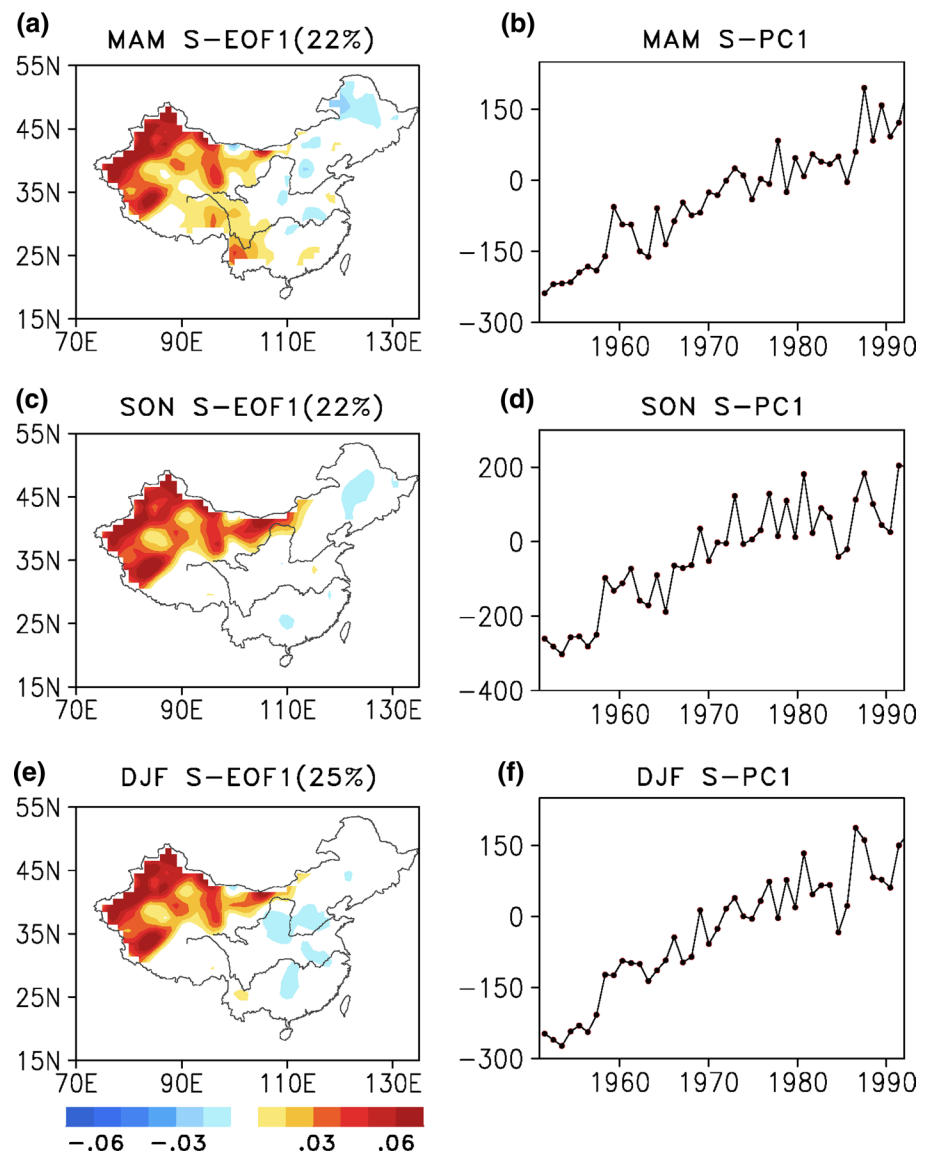 (a)
MAM S-EOF1(22%)
55N
45N
35N
25N
15N
70E 90E 110E 130E
(b)
MAM S-PC1
150
0
-150
-300
1960 1970 1980 1990
(c)
SON S-EOF1(22%)
55N
45N
35N
25N
15N
70E 90E 110E 130E
(d)
SON S-PC1
200
0
-200
-400
1960 1970 1980 1990
(e)
DJF S-EOF1(25%)
55N
45N
35N
25N
15N
70E 90E 110E 130E
-.06 -.03 .03 .06
(f)
DJF S-PC1
150
0
-150
-300
1960 1970 1980 1990